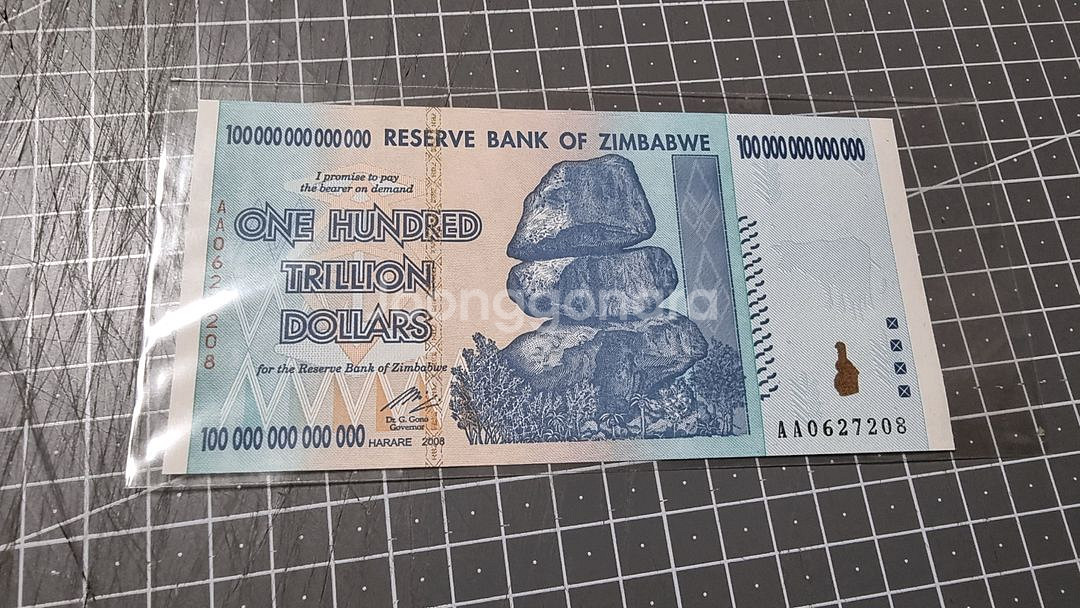 100 000 000 000 000 RESERVE BANK OF ZIMBABWE 100 000 000 000 000
I promise to pay
the bearer on demand
ONE HUNDRED
TRILLION
DOLLARS
for the Reserve Bank of Zimbabwe
Dr. G. Gono
Governor
100 000 000 000 000 HARARE 2008
AA0627208